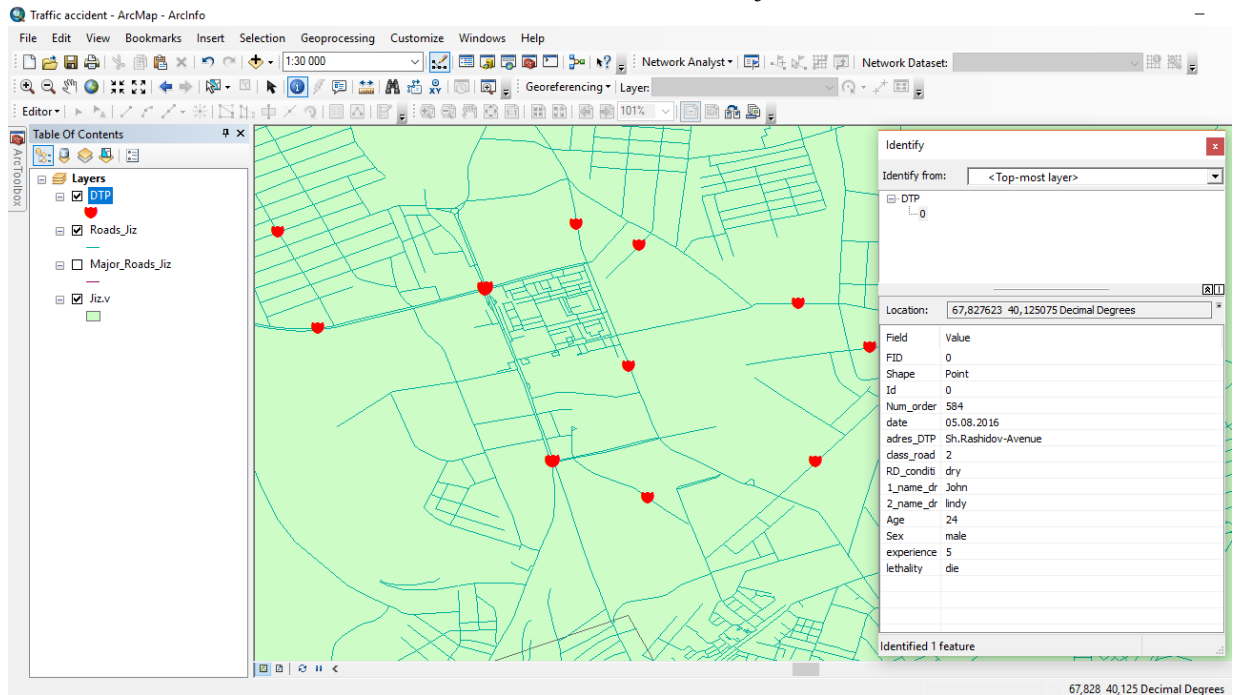 Traffic accident - ArcMap - ArcInfo
File Edit View Bookmarks Insert Selection Geoprocessing Customize Windows Help
1:30 000 Network Analyst Network Dataset:
Georeferencing Layer:
Editor 101%
Table Of Contents
ArcToolbox
Layers
DTP
Roads_Jiz
Major_Roads_Jiz
Jiz.v
Identify
Identify from: <Top-most layer>
DTP
0
Location: 67,827623 40,125075 Decimal Degrees
Field Value
FID 0
Shape Point
Id 0
Num_order 584
date 05.08.2016
adres_DTP Sh.Rashidov-Avenue
class_road 2
RD_conditi dry
1_name_dr John
2_name_dr lindy
Age 24
Sex male
experience 5
lethality die
Identified 1 feature
67,828 40,125 Decimal Degrees